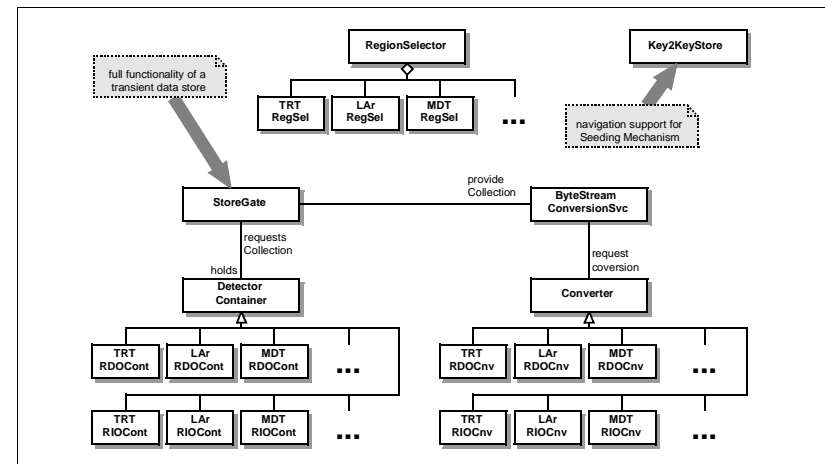 RegionSelector
Key2KeyStore
full functionality of a
transient data store
TRT
RegSel
LAr
RegSel
MDT
RegSel
...
navigation support for
Seeding Mechanism
StoreGate
provide
Collection
ByteStream
ConversionSvc
requests
Collection
holds
request
coversion
Detector
Container
Converter
TRT
RDOCont
LAr
RDOCont
MDT
RDOCont
...
TRT
RDOCnv
LAr
RDOCnv
MDT
RDOCnv
...
TRT
RIOCont
LAr
RIOCont
MDT
RIOCont
...
TRT
RIOCnv
LAr
RIOCnv
MDT
RIOCnv
...